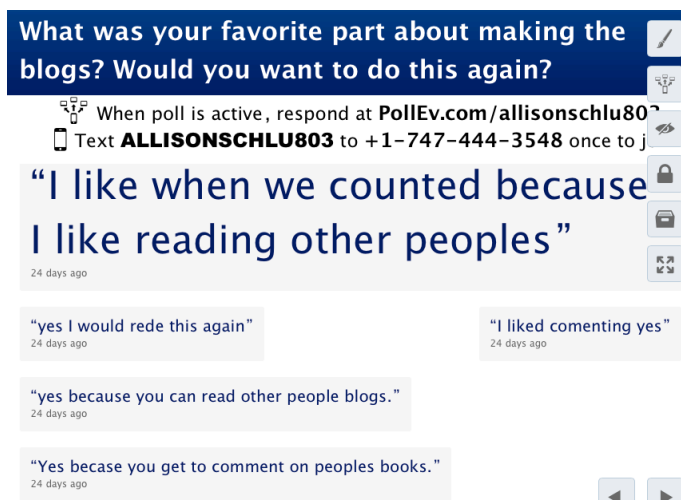 What was your favorite part about making the
blogs? Would you want to do this again?
When poll is active, respond at PollEv.com/allisonschlu803
Text ALLISONSCHLU803 to +1-747-444-3548 once to
“I like when we counted because
I like reading other peoples”
24 days ago
“yes I would rede this again”
24 days ago
“I liked comenting yes”
24 days ago
“yes because you can read other people blogs.”
24 days ago
“Yes becase you get to comment on peoples books.”
24 days ago